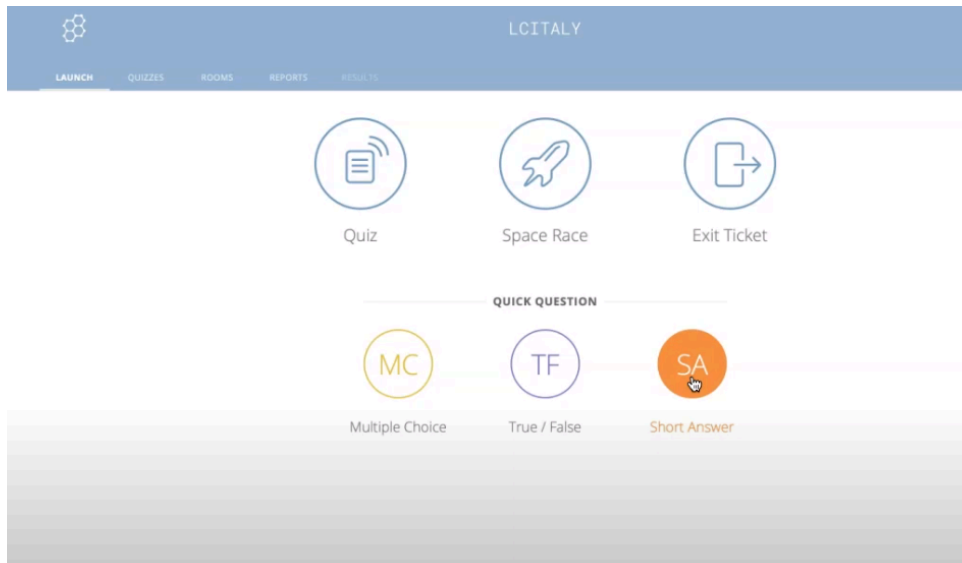 LCITALY
LAUNCH QUIZZES ROOMS REPORTS RESULTS
Quiz Space Race Exit Ticket
QUICK QUESTION
MC TF SA
Multiple Choice True / False Short Answer